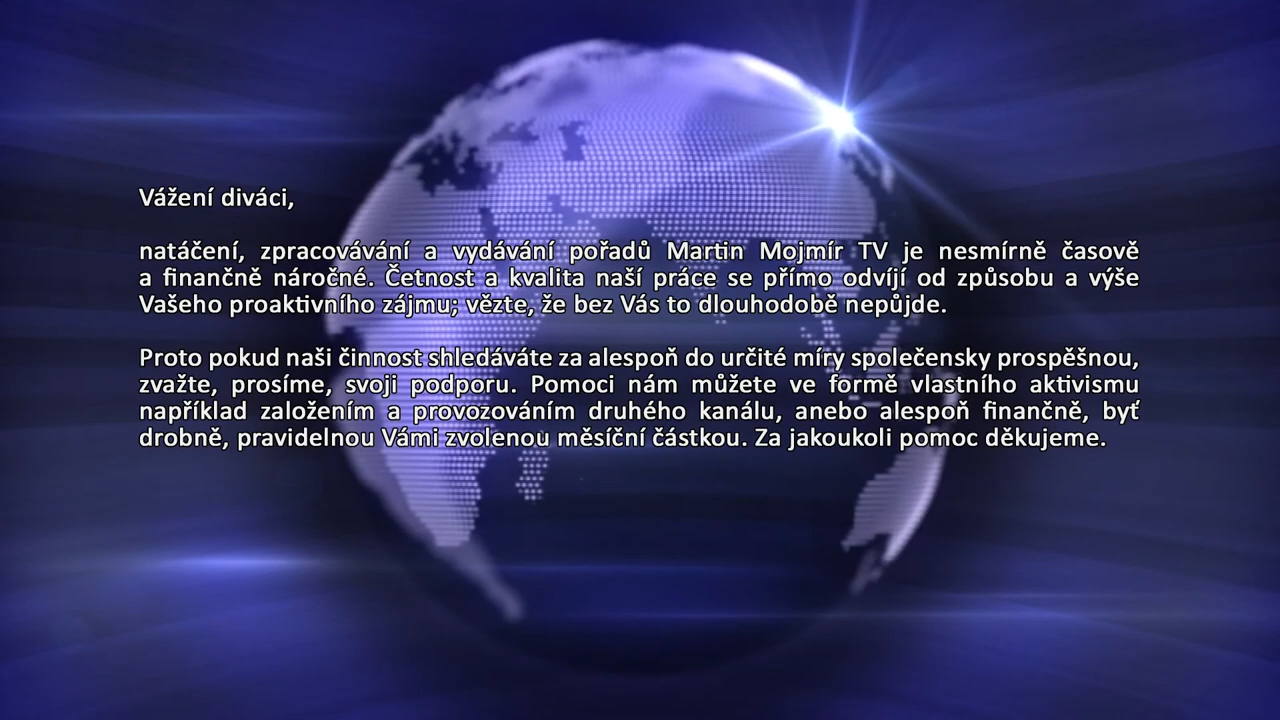 Vážení diváci,
natáčení, zpracovávání a vydávání pořadů Martin Mojmír TV je nesmírně časově
a finančně náročné. Četnost a kvalita naší práce se přímo odvíjí od způsobu a výše
Vašeho proaktivního zájmu; vězte, že bez Vás to dlouhodobě nepůjde.
Proto pokud naši činnost shledáváte za alespoň do určité míry společensky prospěšnou,
zvažte, prosíme, svoji podporu. Pomoci nám můžete ve formě vlastního aktivismu
například založením a provozováním druhého kanálu, anebo alespoň finančně, byť
drobně, pravidelnou Vámi zvolenou měsíční částkou. Za jakoukoli pomoc děkujeme.